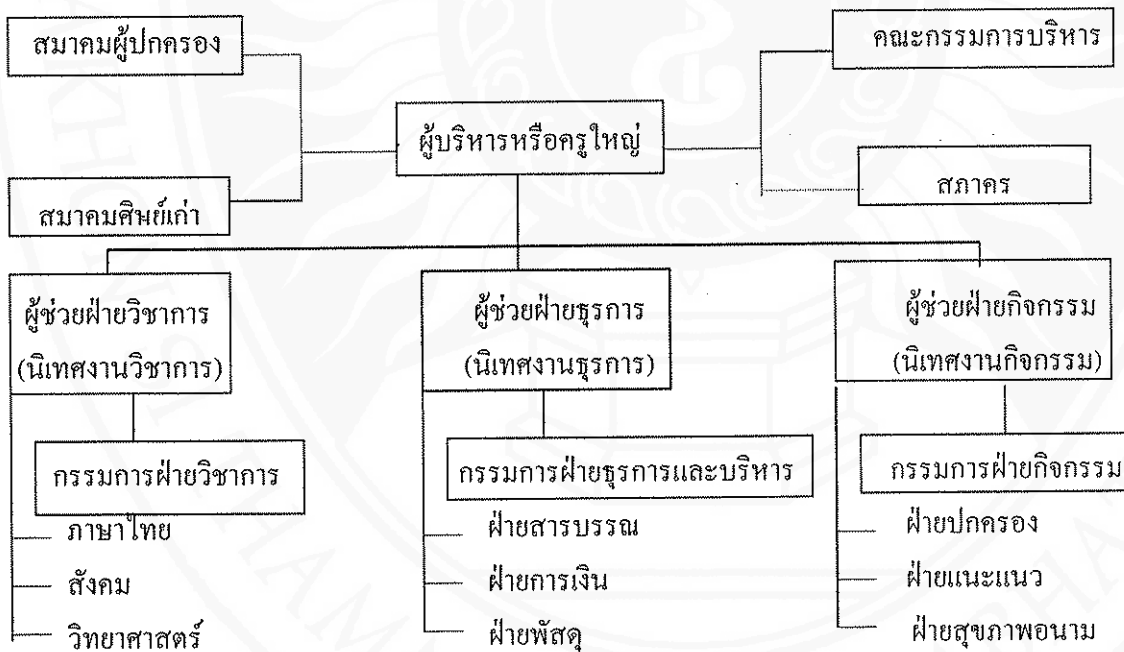 สมาคมผู้ปกครอง
คณะกรรมการบริหาร
ผู้บริหารหรือครูใหญ่
สมาคมศิษย์เก่า
สภาคร
ผู้ช่วยฝ่ายวิชาการ
(นิเทศงานวิชาการ)
ผู้ช่วยฝ่ายธุรการ
(นิเทศงานธุรการ)
ผู้ช่วยฝ่ายกิจกรรม
(นิเทศงานกิจกรรม)
กรรมการฝ่ายวิชาการ
กรรมการฝ่ายธุรการและบริหาร
กรรมการฝ่ายกิจกรรม
ภาษาไทย
สังคม
วิทยาศาสตร์
ฝ่ายสารบรรณ
ฝ่ายการเงิน
ฝ่ายพัสดุ
ฝ่ายปกครอง
ฝ่ายแนะแนว
ฝ่ายสุขภาพอนาม